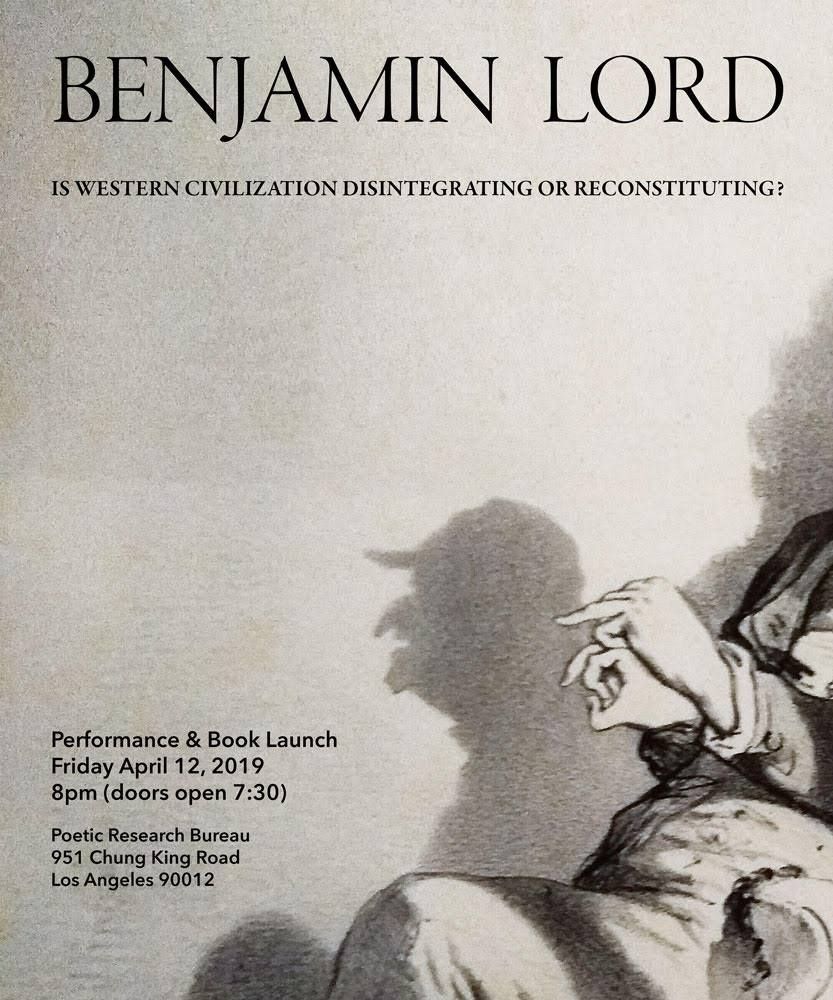 BENJAMIN LORD
IS WESTERN CIVILIZATION DISINTEGRATING OR RECONSTITUTING?
Performance & Book Launch
Friday April 12, 2019
8pm (doors open 7:30)
Poetic Research Bureau
951 Chung King Road
Los Angeles 90012